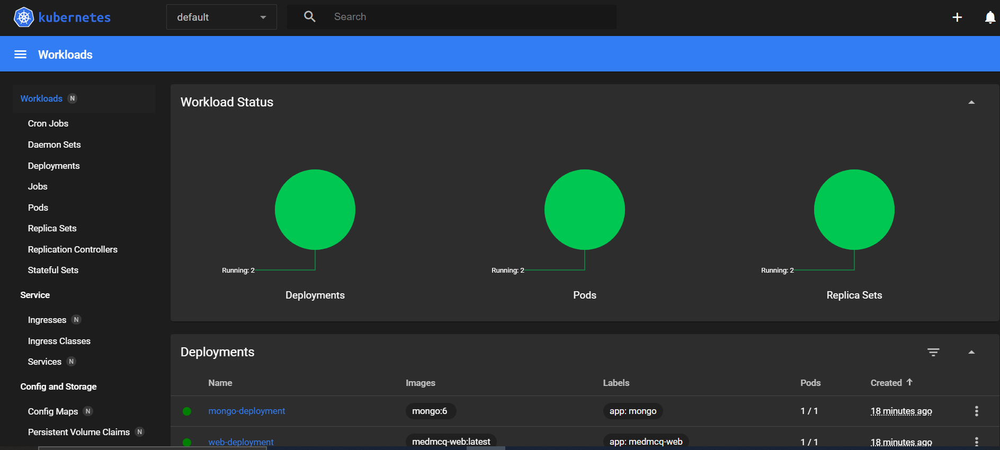 kubernetes
default
Search
Workloads
Workloads N
Cron Jobs
Daemon Sets
Deployments
Jobs
Pods
Replica Sets
Replication Controllers
Stateful Sets
Service
Ingresses N
Ingress Classes
Services N
Config and Storage
Config Maps N
Persistent Volume Claims N
Workload Status
Running: 2
Deployments
Running: 2
Pods
Running: 2
Replica Sets
Deployments
Name Images Labels Pods Created
mongo-deployment mongo:6 app: mongo 1 / 1 18 minutes ago
web-deployment medmcq-web:latest app: medmcq-web 1 / 1 18 minutes ago